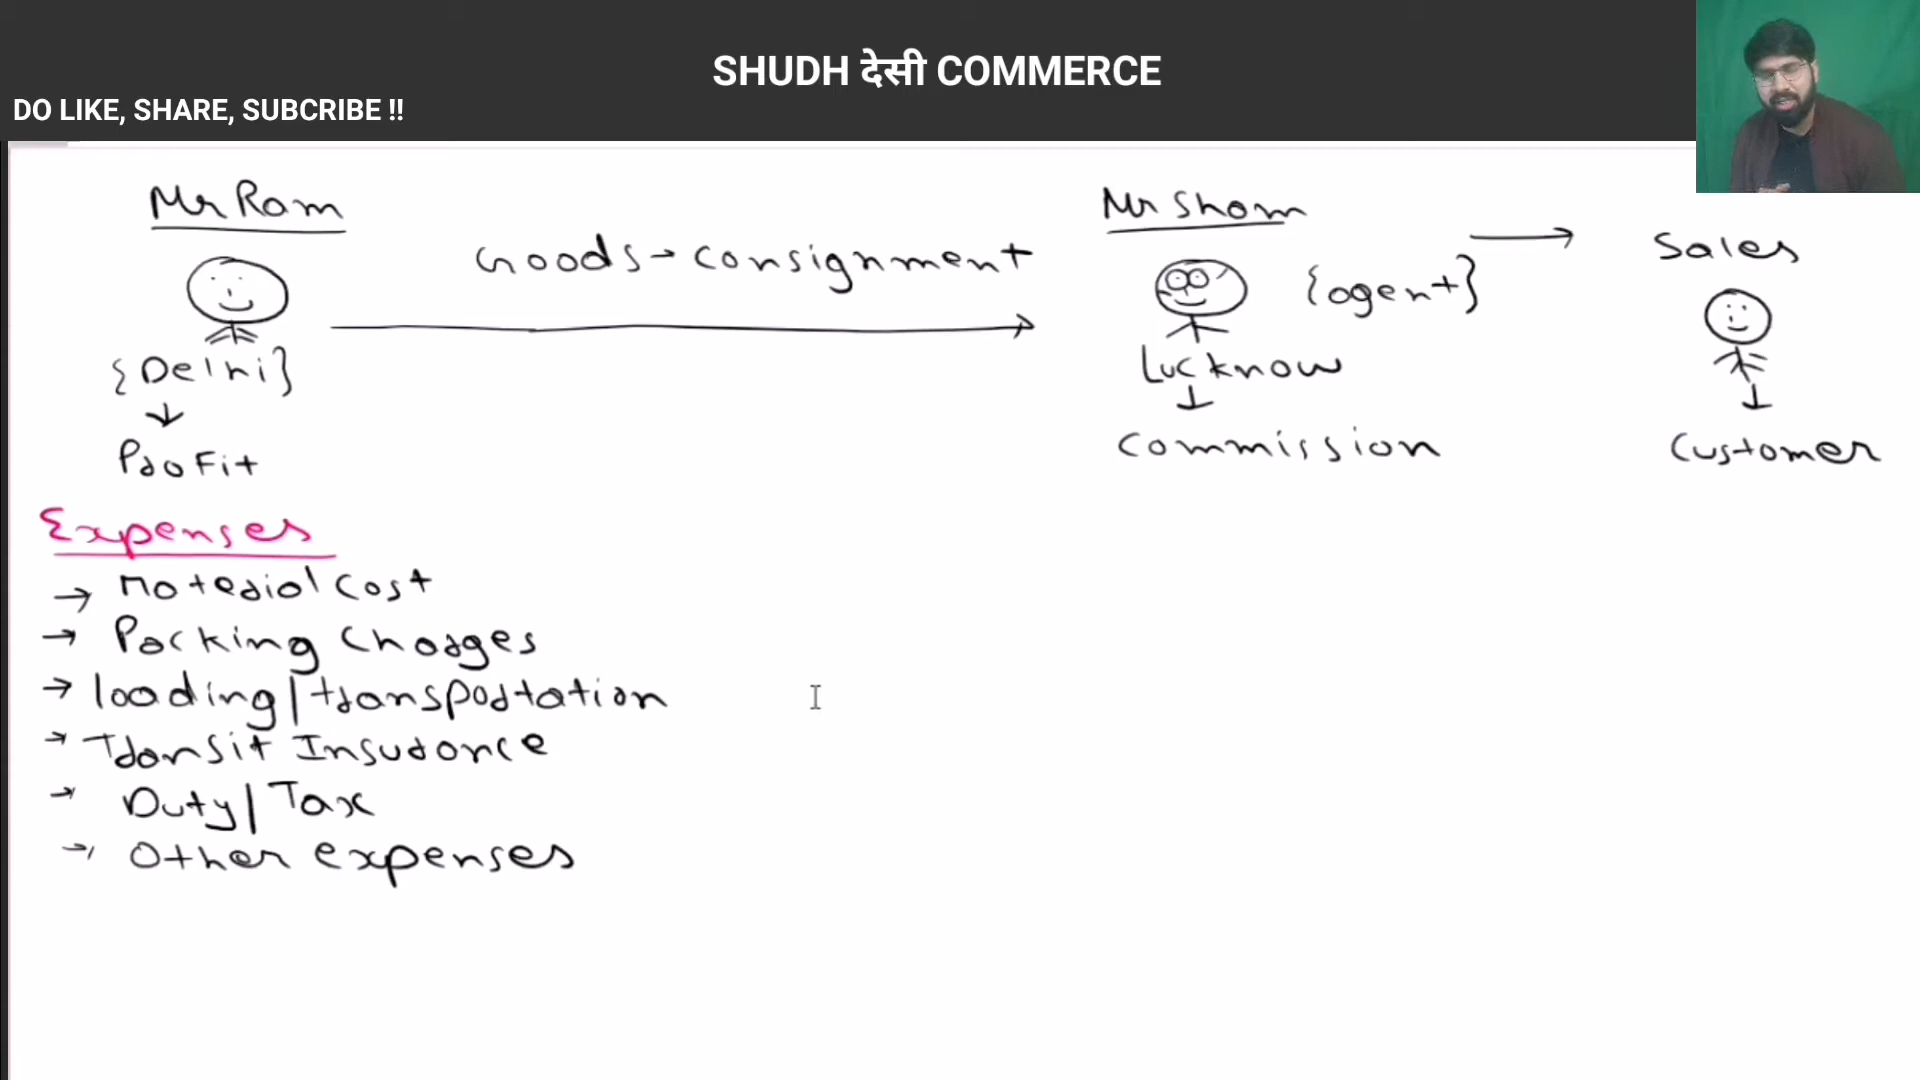 SHUDH देसी COMMERCE
DO LIKE, SHARE, SUBCRIBE !!
Mr Ram
Mr Sham
Goods → consignment
{agent}
Sales
{Delhi}
Lucknow
Profit
Commission
Customer
Expenses
→ Material Cost
→ Packing Charges
→ loading/transportation
→ Transit Insurance
→ Duty/Tax
→ Other expenses